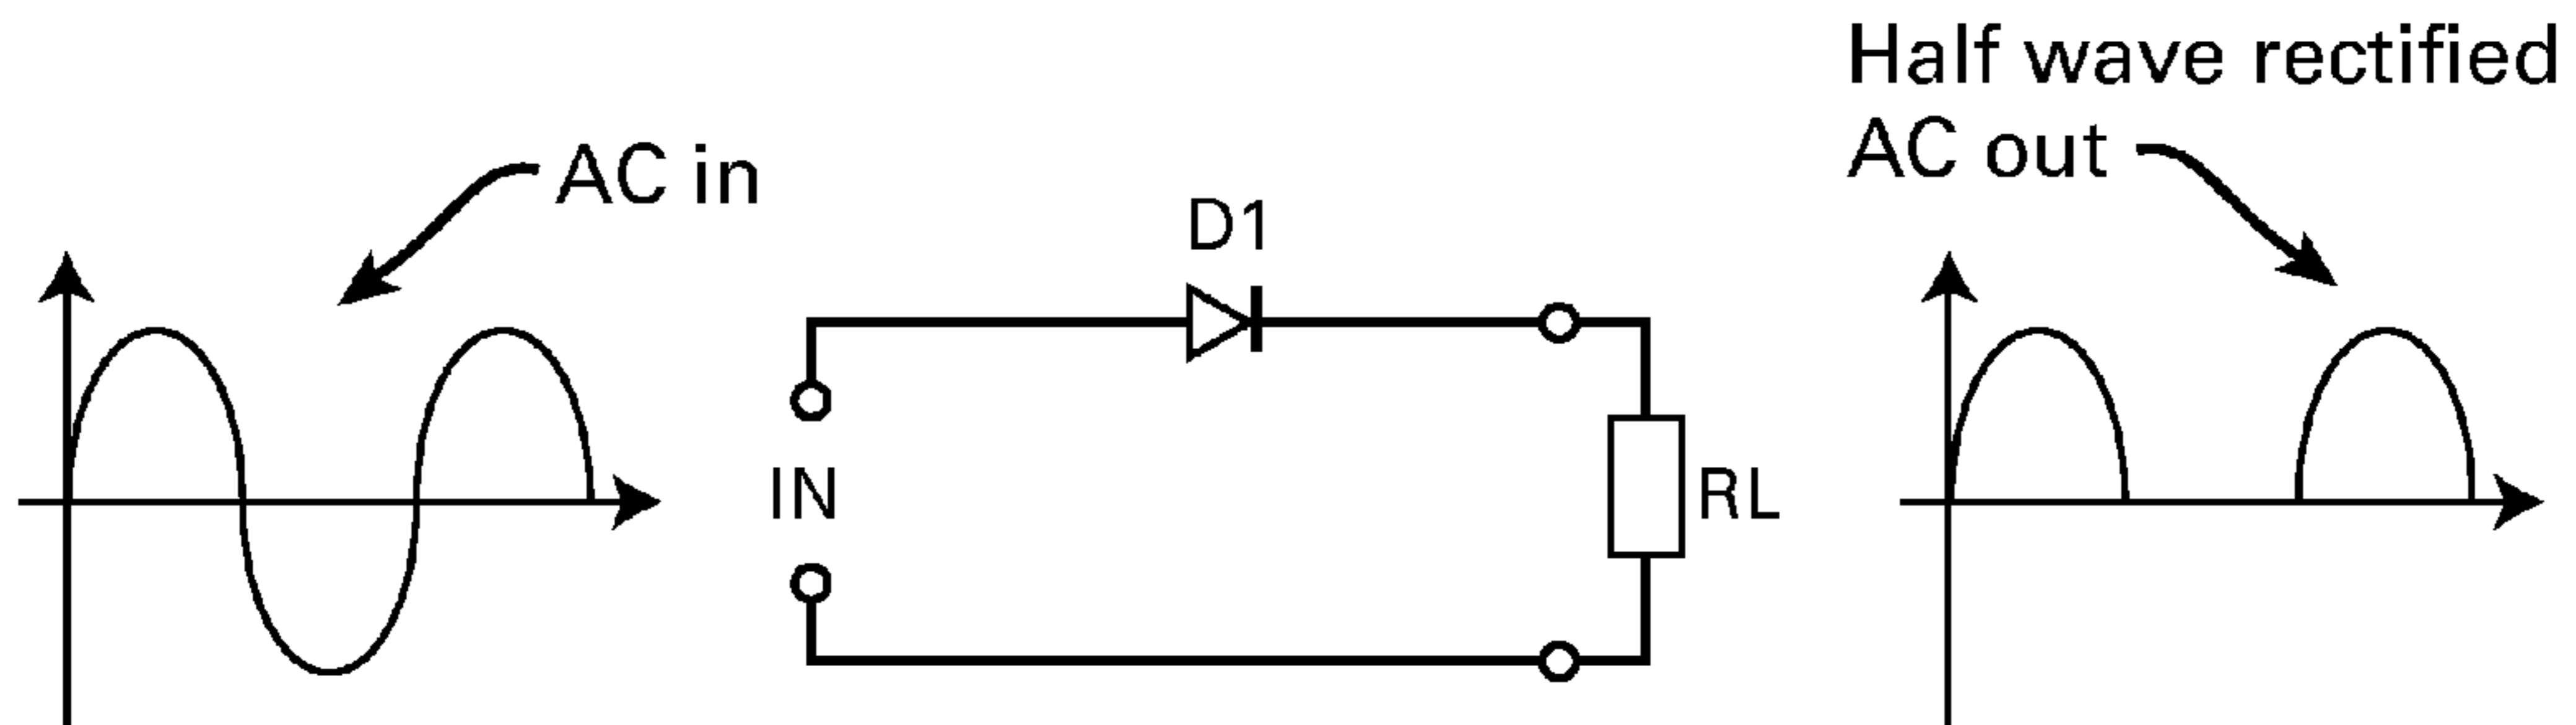 AC in
D1
IN
RL
Half wave rectified
AC out